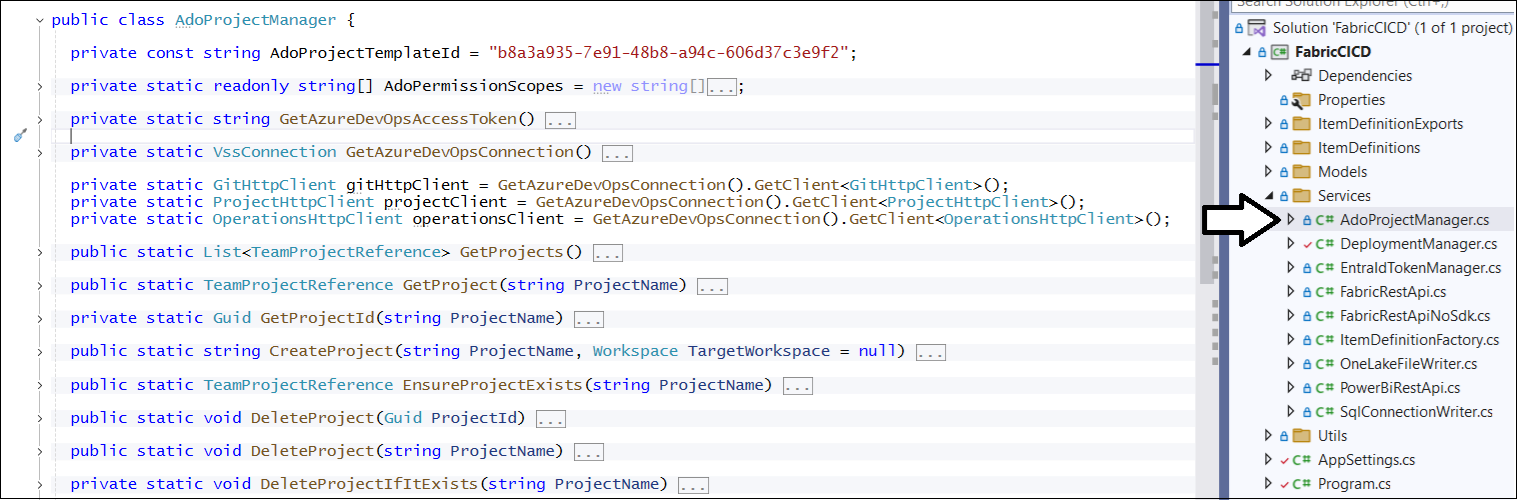 public class AdoProjectManager {
private const string AdoProjectTemplateId = "b8a3a935-7e91-48b8-a94c-606d37c3e9f2";
private static readonly string[] AdoPermissionScopes = new string[]...;
private static string GetAzureDevOpsAccessToken() ...
private static VssConnection GetAzureDevOpsConnection() ...
private static GitHttpClient gitHttpClient = GetAzureDevOpsConnection().GetClient<GitHttpClient>();
private static ProjectHttpClient projectClient = GetAzureDevOpsConnection().GetClient<ProjectHttpClient>();
private static OperationsHttpClient operationsClient = GetAzureDevOpsConnection().GetClient<OperationsHttpClient>();
public static List<TeamProjectReference> GetProjects() ...
public static TeamProjectReference GetProject(string ProjectName) ...
private static Guid GetProjectId(string ProjectName) ...
public static string CreateProject(string ProjectName, Workspace TargetWorkspace = null) ...
public static TeamProjectReference EnsureProjectExists(string ProjectName) ...
public static void DeleteProject(Guid ProjectId) ...
public static void DeleteProject(string ProjectName) ...
private static void DeleteProjectIfItExists(string ProjectName) ...
Search Solution Explorer (Ctrl+;)
Solution 'FabricCICD' (1 of 1 project)
C# FabricCICD
Dependencies
Properties
ItemDefinitionExports
ItemDefinitions
Models
Services
C# AdoProjectManager.cs
C# DeploymentManager.cs
C# EntraIdTokenManager.cs
C# FabricRestApi.cs
C# FabricRestApiNoSdk.cs
C# ItemDefinitionFactory.cs
C# OneLakeFileWriter.cs
C# PowerBiRestApi.cs
C# SqlConnectionWriter.cs
Utils
C# AppSettings.cs
C# Program.cs